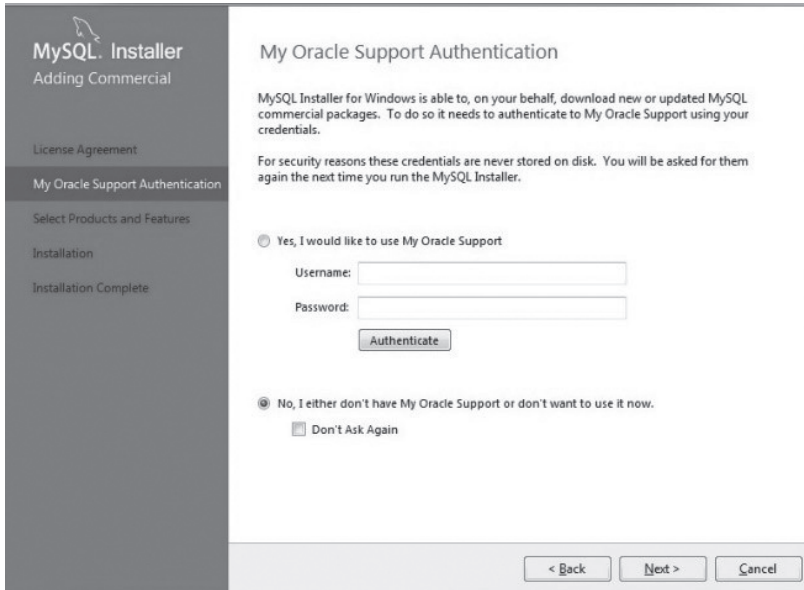 MySQL. Installer
Adding Commercial
License Agreement
My Oracle Support Authentication
Select Products and Features
Installation
Installation Complete
My Oracle Support Authentication
MySQL Installer for Windows is able to, on your behalf, download new or updated MySQL
commercial packages. To do so it needs to authenticate to My Oracle Support using your
credentials.
For security reasons these credentials are never stored on disk. You will be asked for them
again the next time you run the MySQL Installer.
Yes, I would like to use My Oracle Support
Username:
Password:
Authenticate
No, I either don't have My Oracle Support or don't want to use it now.
Don't Ask Again
< Back
Next >
Cancel